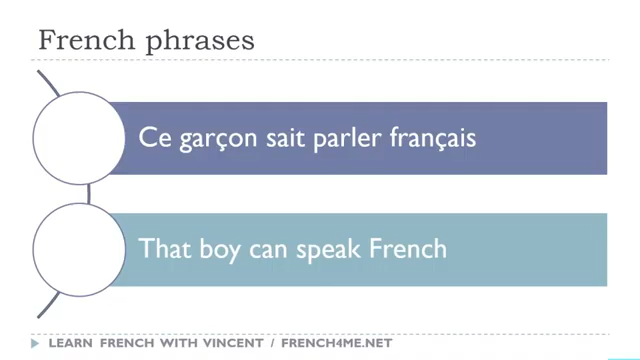 French phrases
Ce garçon sait parler français
That boy can speak French
LEARN FRENCH WITH VINCENT / FRENCH4ME.NET